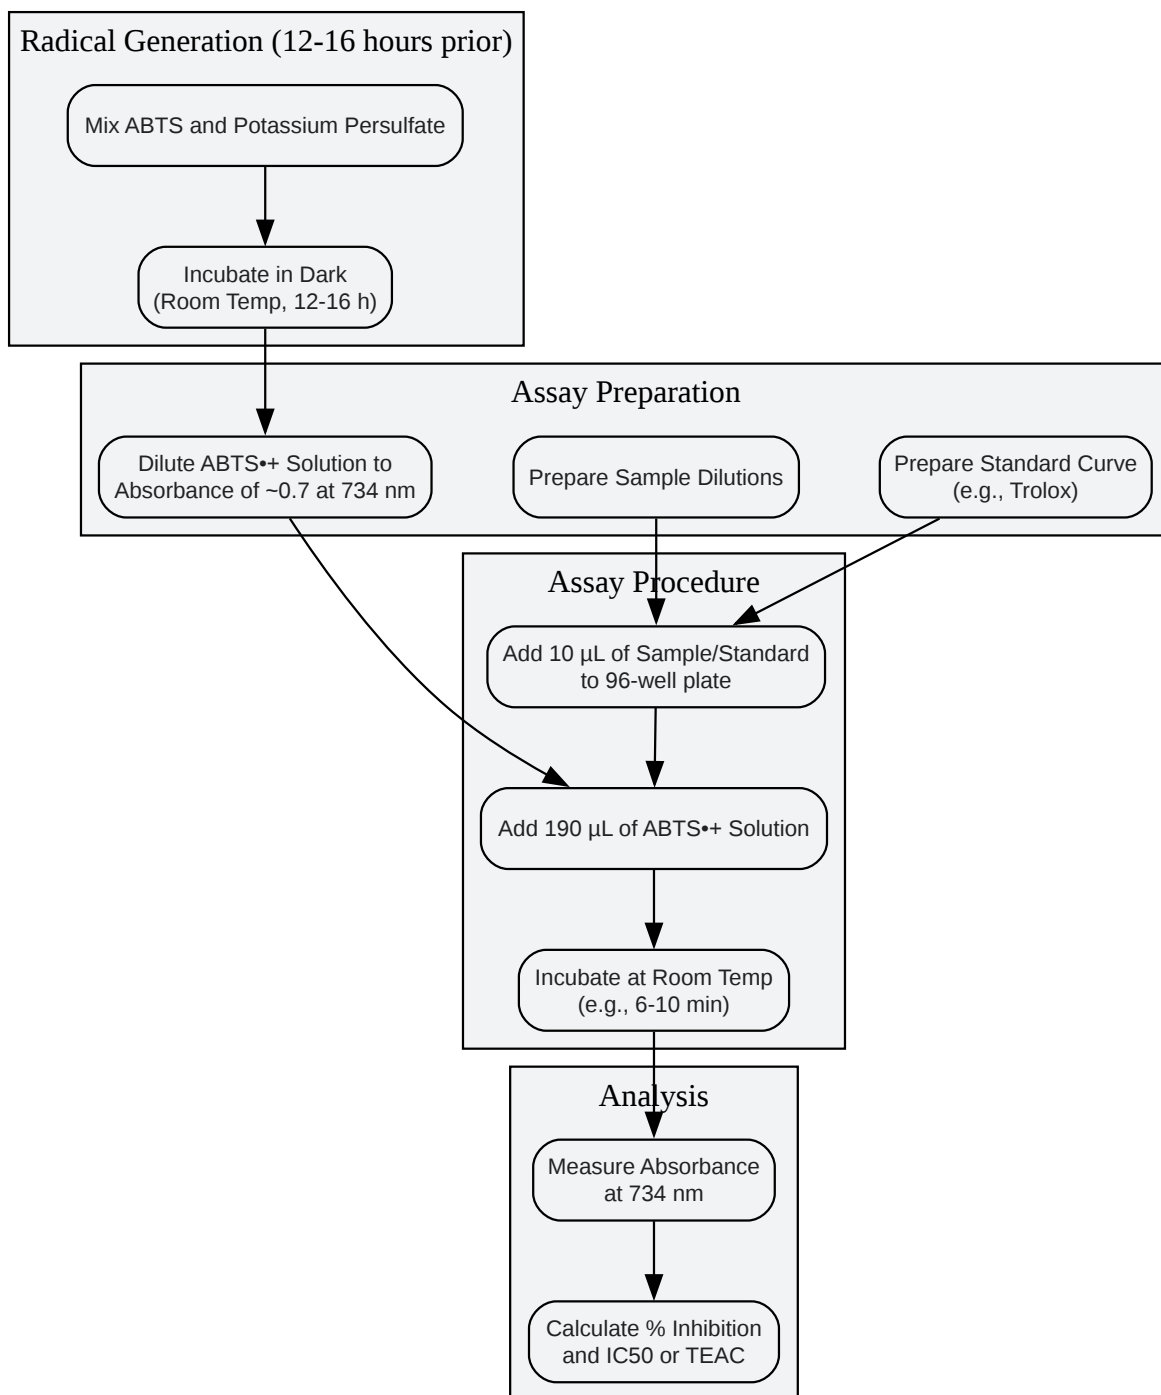 Radical Generation (12-16 hours prior)
Mix ABTS and Potassium Persulfate
Incubate in Dark
(Room Temp, 12-16 h)
Assay Preparation
Dilute ABTS•+ Solution to
Absorbance of ~0.7 at 734 nm
Prepare Sample Dilutions
Prepare Standard Curve
(e.g., Trolox)
Assay Procedure
Add 10 µL of Sample/Standard
to 96-well plate
Add 190 µL of ABTS•+ Solution
Incubate at Room Temp
(e.g., 6-10 min)
Analysis
Measure Absorbance
at 734 nm
Calculate % Inhibition
and IC50 or TEAC